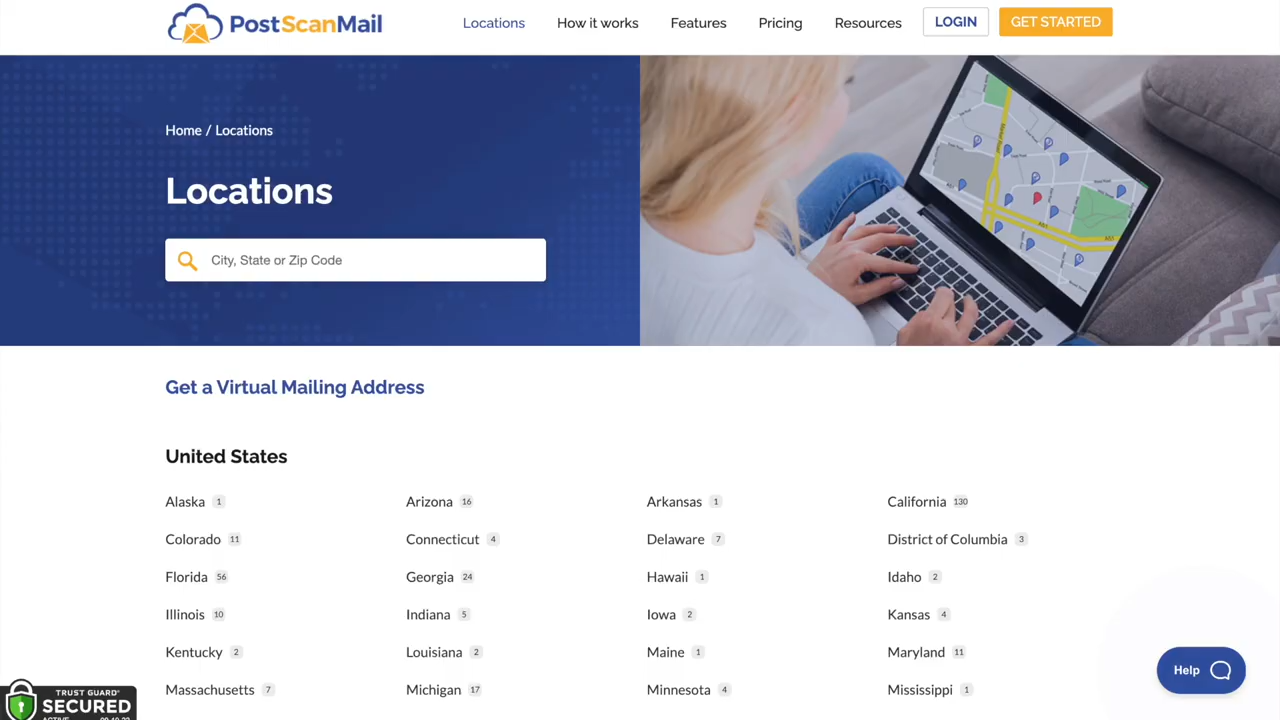 PostScanMail
Locations
How it works
Features
Pricing
Resources
LOGIN
GET STARTED
Home / Locations
Locations
City, State or Zip Code
Get a Virtual Mailing Address
United States
Alaska 1
Arizona 16
Arkansas 1
California 130
Colorado 11
Connecticut 4
Delaware 7
District of Columbia 3
Florida 56
Georgia 24
Hawaii 1
Idaho 2
Illinois 10
Indiana 5
Iowa 2
Kansas 4
Kentucky 2
Louisiana 2
Maine 1
Maryland 11
Massachusetts 7
Michigan 17
Minnesota 4
Mississippi 1
Help
TRUST GUARD
SECURED